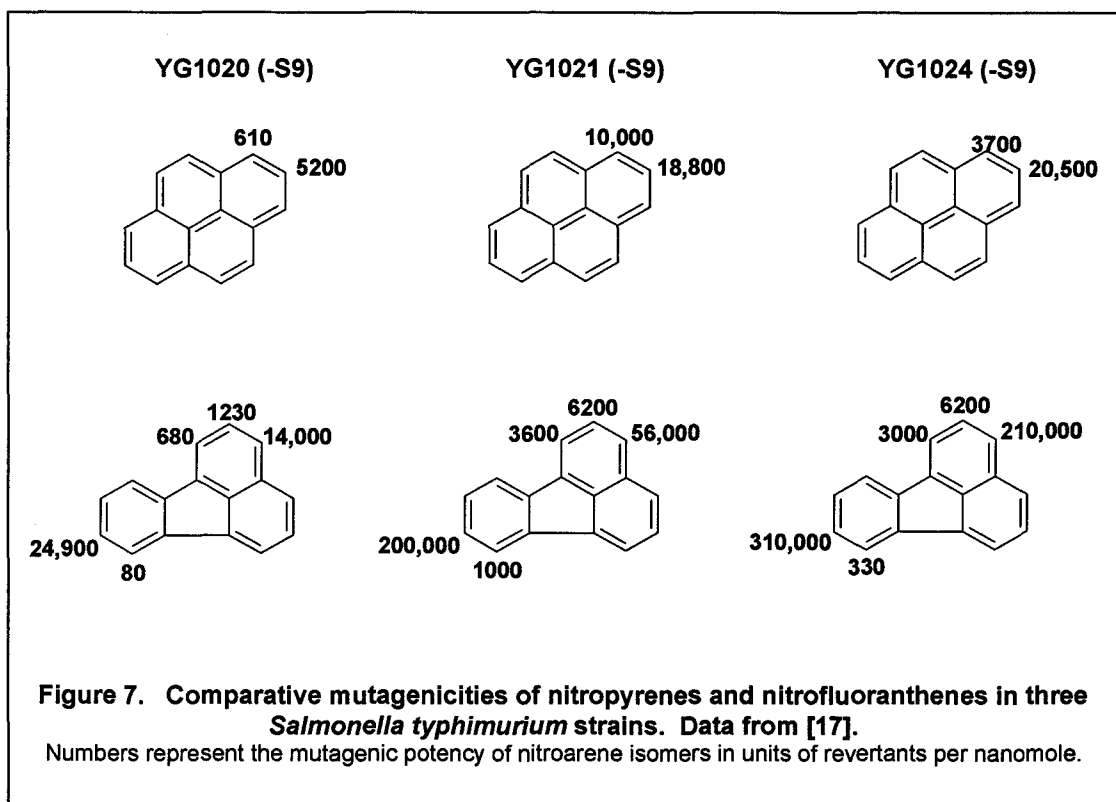 YG1020 (-S9) YG1021 (-S9) YG1024 (-S9)
610 10,000 3700
5200 18,800 20,500
1230 6200 6200
680 14,000 3600 56,000 3000 210,000
24,900 200,000 310,000
80 1000 330
Figure 7. Comparative mutagenicities of nitropyrenes and nitrofluoranthenes in three
Salmonella typhimurium strains. Data from [17].
Numbers represent the mutagenic potency of nitroarene isomers in units of revertants per nanomole.